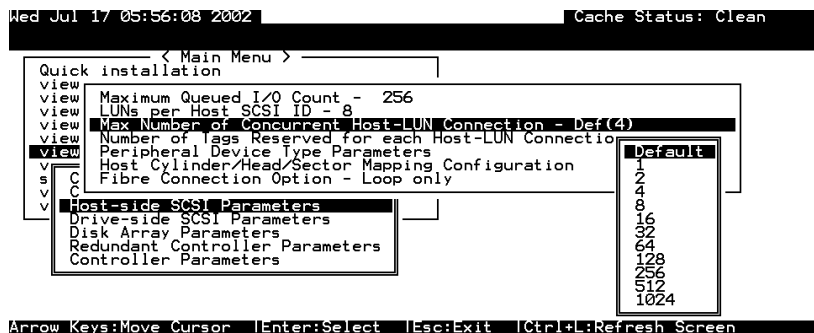 Wed Jul 17 05:56:08 2002 Cache Status: Clean
< Main Menu >
Quick installation
view
view Maximum Queued I/O Count - 256
view LUNs per Host SCSI ID - 8
view Max Number of Concurrent Host-LUN Connection - Def(4)
view Number of Tags Reserved for each Host-LUN Connectio
view Peripheral Device Type Parameters Default
v Host Cylinder/Head/Sector Mapping Configuration 1
s C Fibre Connection Option - Loop only 2
v C 4
v Host-side SCSI Parameters 8
Drive-side SCSI Parameters 16
Disk Array Parameters 32
Redundant Controller Parameters 64
Controller Parameters 128
256
512
1024
Arrow Keys:Move Cursor |Enter:Select |Esc:Exit |Ctrl+L:Refresh Screen